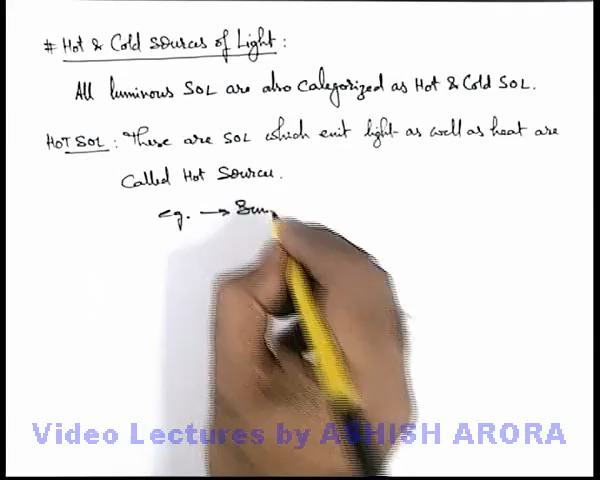 # Hot & Cold Sources of Light :
All luminous SOL are also categorized as Hot & Cold SOL.
HOT SOL : These are SOL which emit light as well as heat are
Called Hot Sources.
eg. → Sun,
Video Lectures by ASHISH ARORA